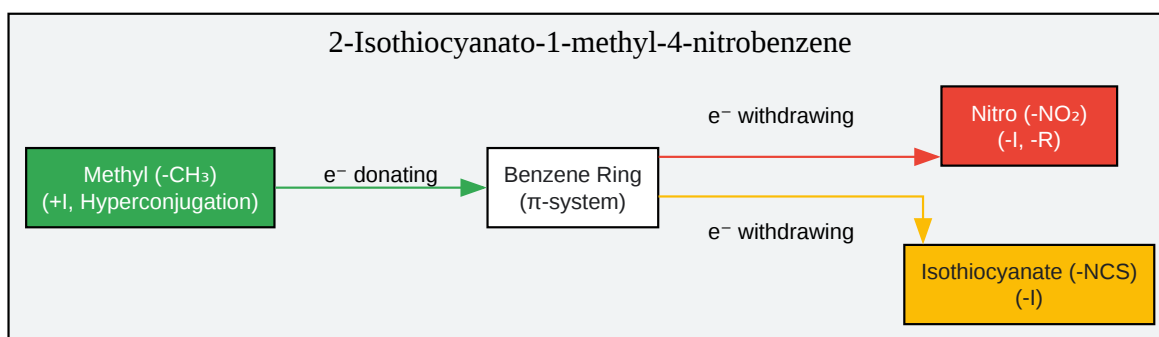 2-Isothiocyanato-1-methyl-4-nitrobenzene
e⁻ withdrawing
Nitro (-NO₂)
(-I, -R)
Methyl (-CH₃)
(+I, Hyperconjugation)
e⁻ donating
Benzene Ring
(π-system)
e⁻ withdrawing
Isothiocyanate (-NCS)
(-I)